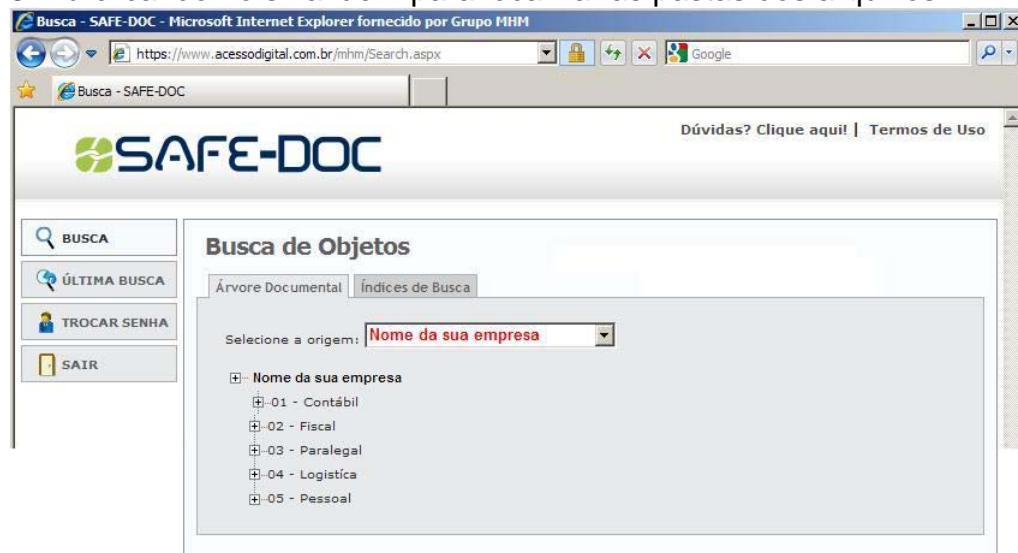 Busca - SAFE-DOC - Microsoft Internet Explorer fornecido por Grupo MHM
https://www.acessodigital.com.br/mhm/Search.aspx
Google
Busca - SAFE-DOC
Dúvidas? Clique aqui! | Termos de Uso
SAFE-DOC
BUSCA
ÚLTIMA BUSCA
TROCAR SENHA
SAIR
Busca de Objetos
Árvore Documental
Índices de Busca
Selecione a origem: Nome da sua empresa
Nome da sua empresa
01 - Contábil
02 - Fiscal
03 - Paralegal
04 - Logistíca
05 - Pessoal